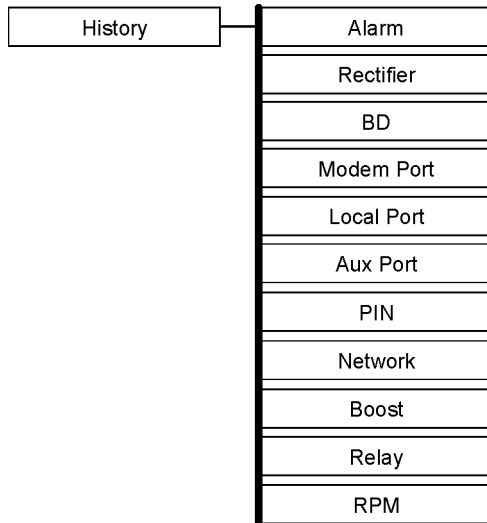 History
Alarm
Rectifier
BD
Modem Port
Local Port
Aux Port
PIN
Network
Boost
Relay
RPM